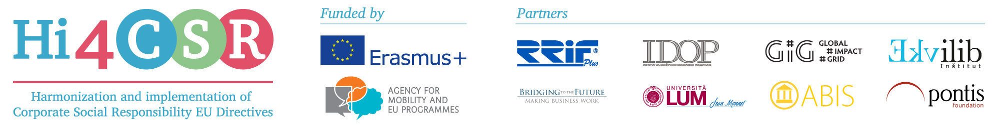 Hi4CSR
Harmonization and implementation of
Corporate Social Responsibility EU Directives
Funded by
Erasmus+
AGENCY FOR
MOBILITY AND
EU PROGRAMMES
Partners
RRiF®
Plus
IDOP
INSTITUT ZA DRUŠTVENO ODGOVORNO POSLOVANJE
GiG
GLOBAL
#IMPACT
#GRID
Ekvilib
Inštitut
BRIDGING TO THE FUTURE
MAKING BUSINESS WORK
UNIVERSITÀ
LUM
Jean Monnet
ABIS
pontis
foundation